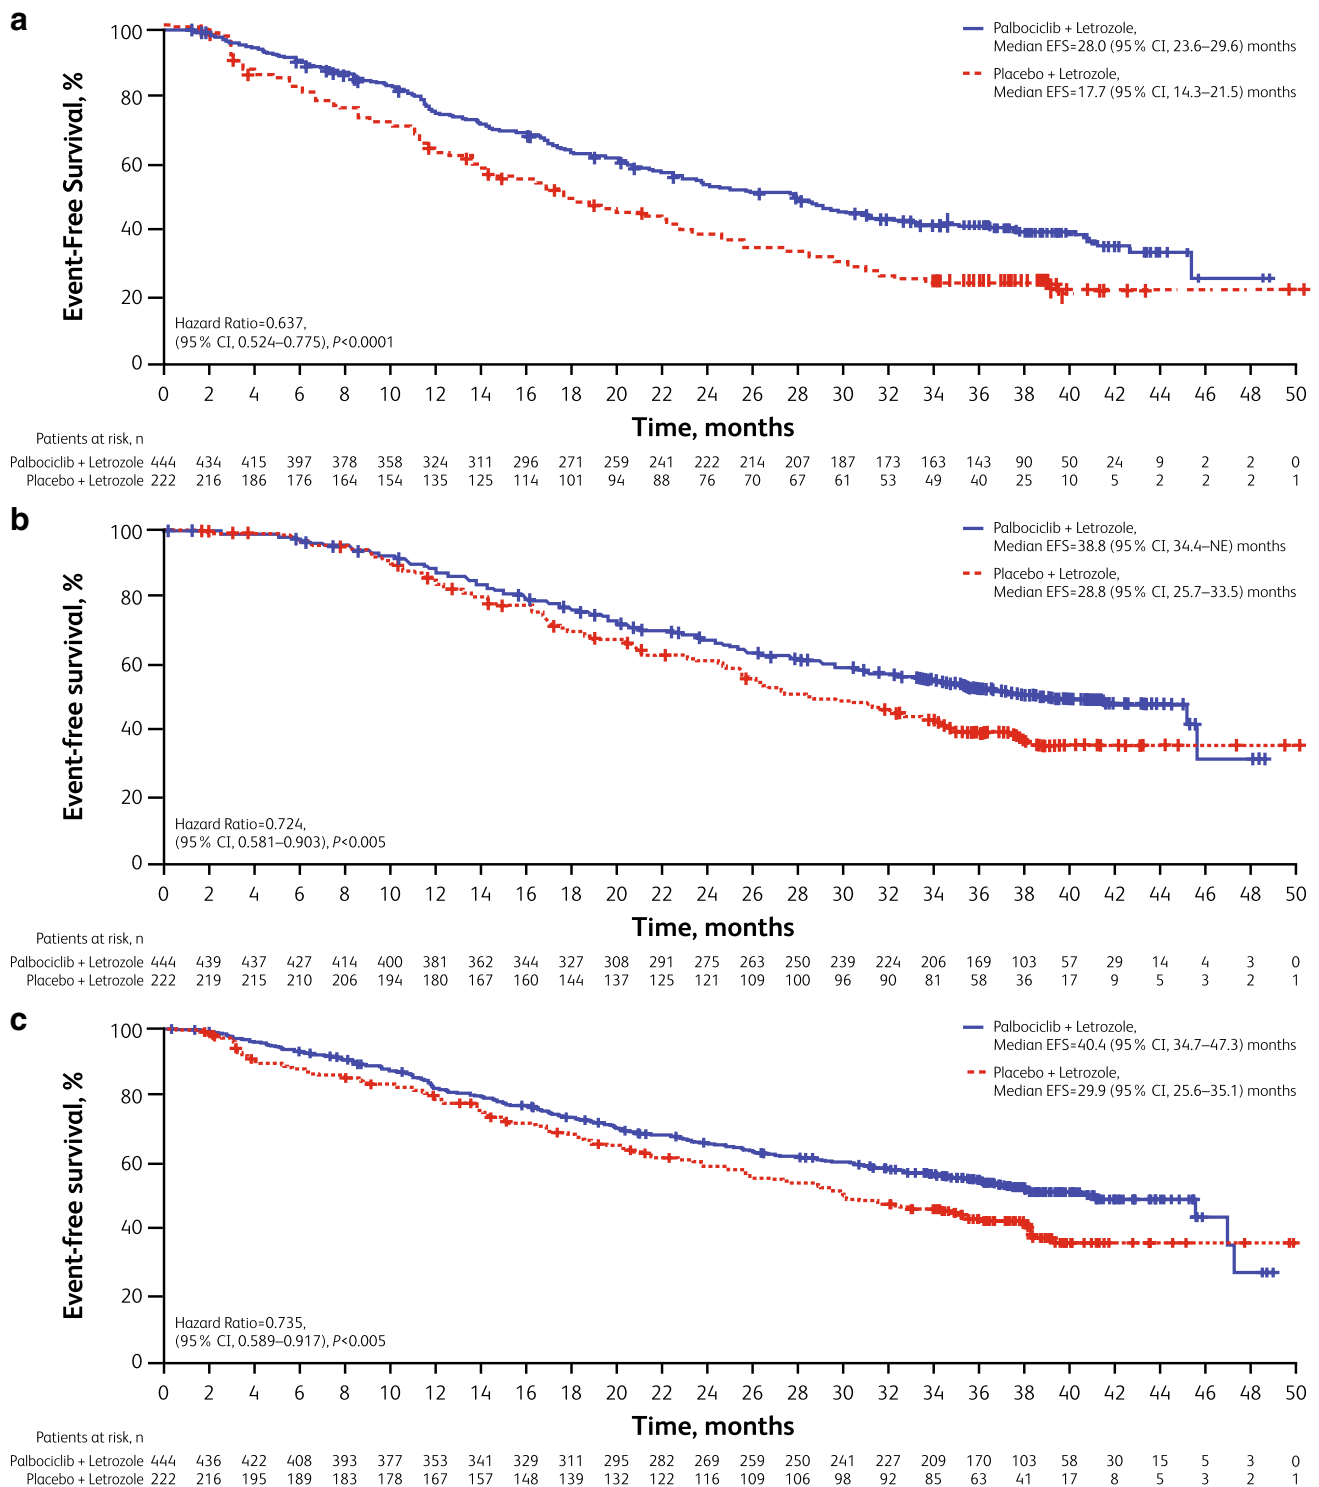 a
Event-Free Survival, %
100
80
60
40
20
0
Palbociclib + Letrozole,
Median EFS=28.0 (95% CI, 23.6–29.6) months
Placebo + Letrozole,
Median EFS=17.7 (95% CI, 14.3–21.5) months
Hazard Ratio=0.637,
(95% CI, 0.524–0.775), P<0.0001
0 2 4 6 8 10 12 14 16 18 20 22 24 26 28 30 32 34 36 38 40 42 44 46 48 50
Time, months
Patients at risk, n
Palbociclib + Letrozole 444 434 415 397 378 358 324 311 296 271 259 241 222 214 207 187 173 163 143 90 50 24 9 2 2 0
Placebo + Letrozole 222 216 186 176 164 154 135 125 114 101 94 88 76 70 67 61 53 49 40 25 10 5 2 2 2 1
b
Event-free survival, %
100
80
60
40
20
0
Palbociclib + Letrozole,
Median EFS=38.8 (95% CI, 34.4–NE) months
Placebo + Letrozole,
Median EFS=28.8 (95% CI, 25.7–33.5) months
Hazard Ratio=0.724,
(95% CI, 0.581–0.903), P<0.005
0 2 4 6 8 10 12 14 16 18 20 22 24 26 28 30 32 34 36 38 40 42 44 46 48 50
Time, months
Patients at risk, n
Palbociclib + Letrozole 444 439 437 427 414 400 381 362 344 327 308 291 275 263 250 239 224 206 169 103 57 29 14 4 3 0
Placebo + Letrozole 222 219 215 210 206 194 180 167 160 144 137 125 121 109 100 96 90 81 58 36 17 9 5 3 2 1
c
Event-free survival, %
100
80
60
40
20
0
Palbociclib + Letrozole,
Median EFS=40.4 (95% CI, 34.7–47.3) months
Placebo + Letrozole,
Median EFS=29.9 (95% CI, 25.6–35.1) months
Hazard Ratio=0.735,
(95% CI, 0.589–0.917), P<0.005
0 2 4 6 8 10 12 14 16 18 20 22 24 26 28 30 32 34 36 38 40 42 44 46 48 50
Time, months
Patients at risk, n
Palbociclib + Letrozole 444 436 422 408 393 377 353 341 329 311 295 282 269 259 250 241 227 209 170 103 58 30 15 5 3 0
Placebo + Letrozole 222 216 195 189 183 178 167 157 148 139 132 122 116 109 106 98 92 85 63 41 17 8 5 3 2 1